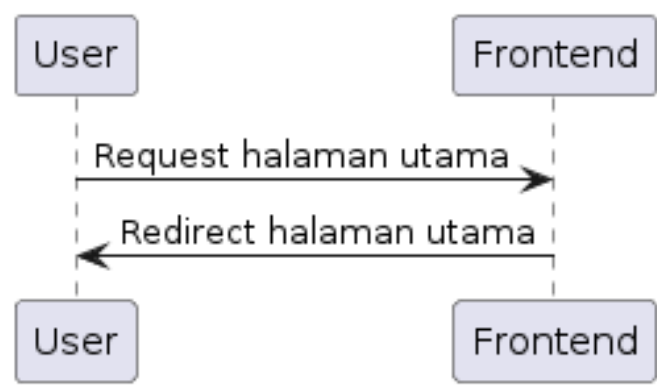 User
Frontend
Request halaman utama
Redirect halaman utama
User
Frontend